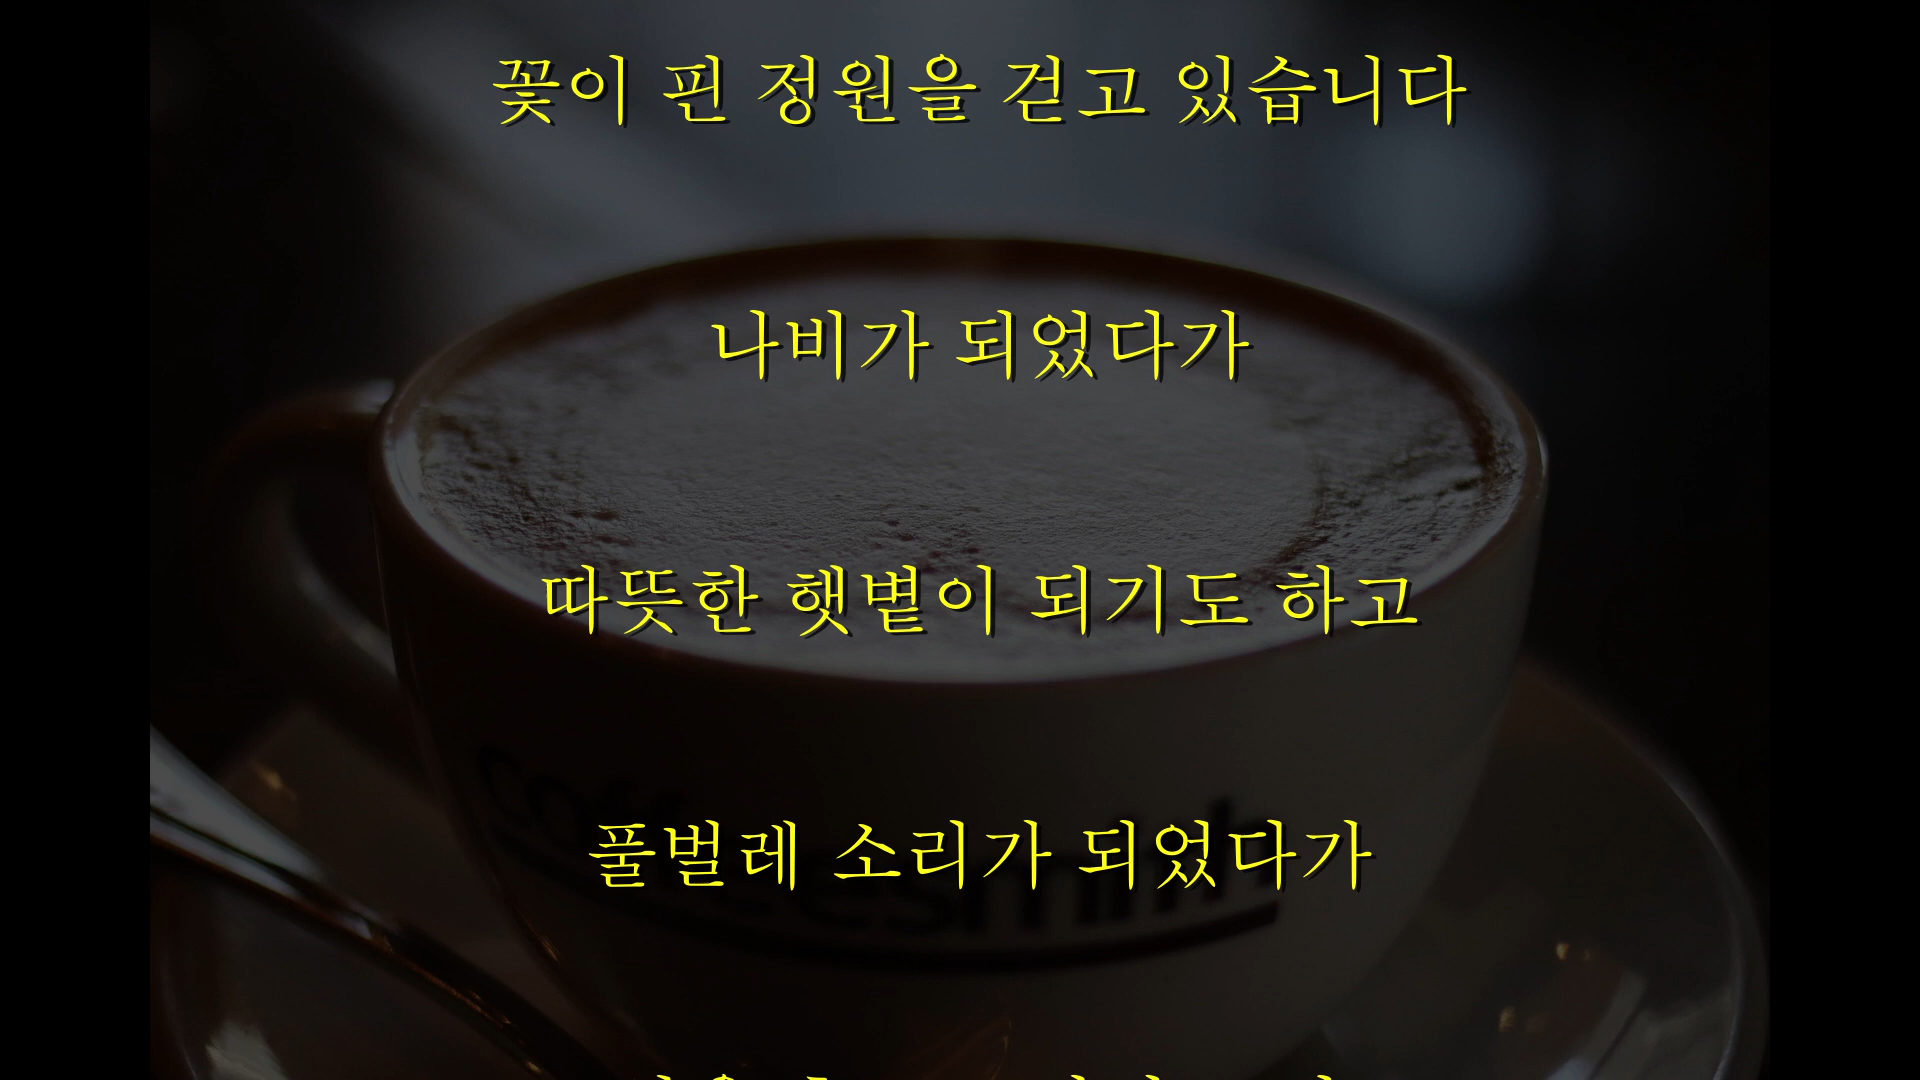 꽃이 핀 정원을 걷고 있습니다
나비가 되었다가
따뜻한 햇볕이 되기도 하고
풀벌레 소리가 되었다가